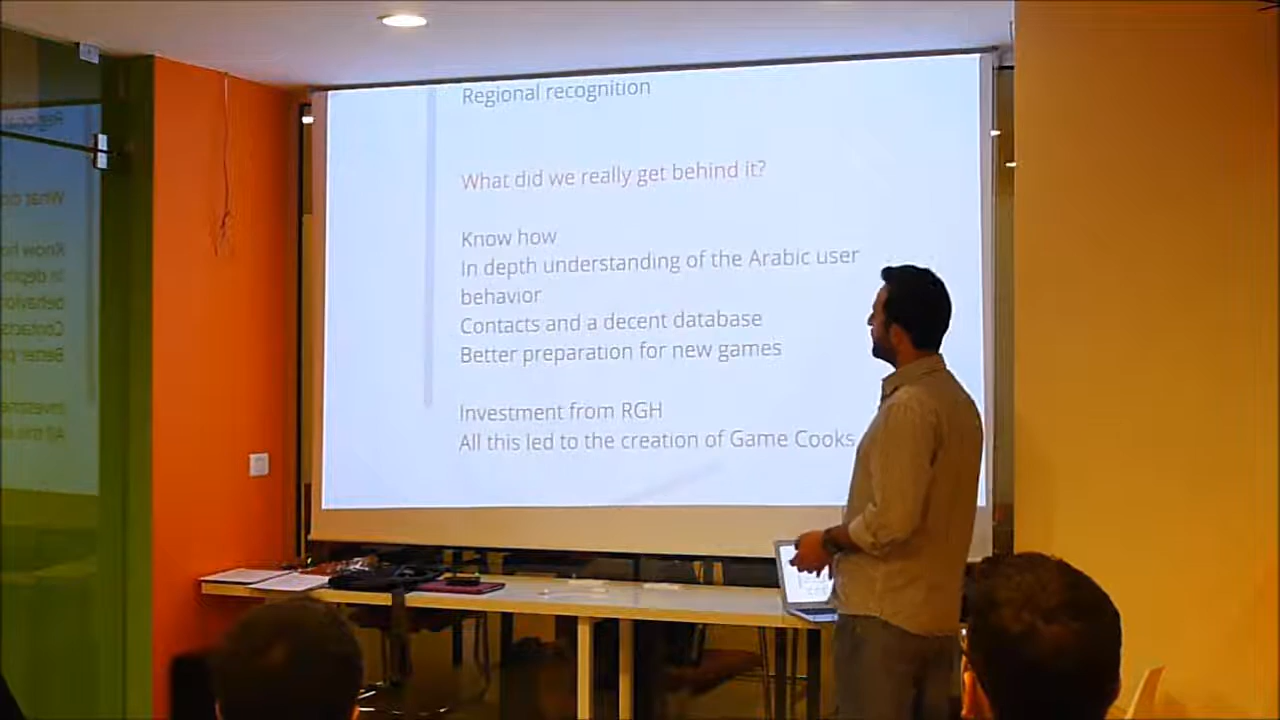 Regional recognition
What did we really get behind it?
Know how
In depth understanding of the Arabic user
behavior
Contacts and a decent database
Better preparation for new games
Investment from RGH
All this led to the creation of Game Cooks